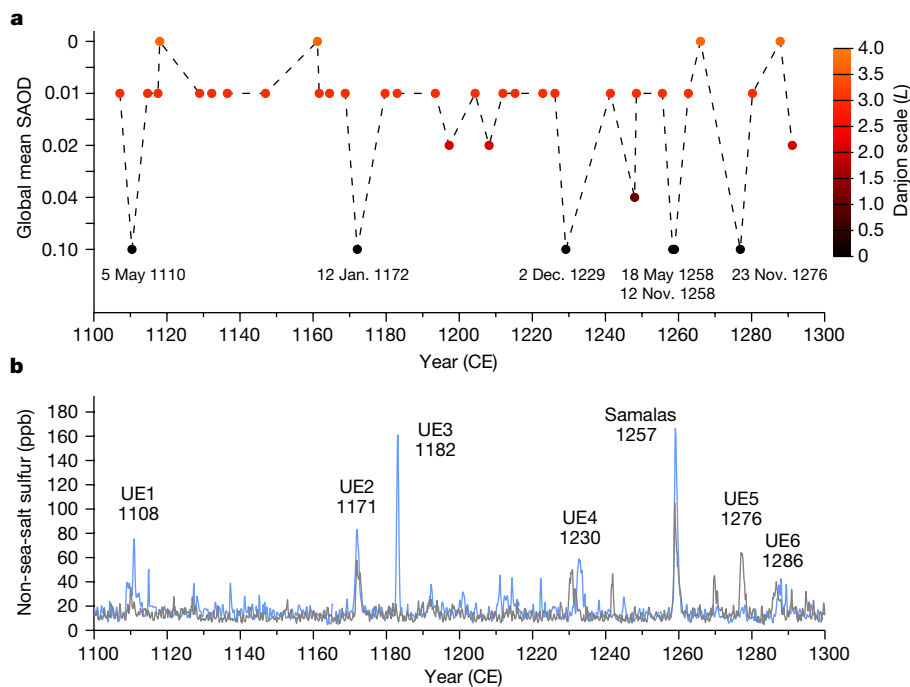 a
0
0.01
0.02
0.04
0.10
Global mean SAOD
5 May 1110
12 Jan. 1172
2 Dec. 1229
18 May 1258
12 Nov. 1258
23 Nov. 1276
4.0
3.5
3.0
2.5
2.0
1.5
1.0
0.5
0
Danjon scale (L)
1100 1120 1140 1160 1180 1200 1220 1240 1260 1280 1300
Year (CE)
b
Non-sea-salt sulfur (ppb)
180
160
140
120
100
80
60
40
20
0
UE1
1108
UE2
1171
UE3
1182
UE4
1230
Samalas
1257
UE5
1276
UE6
1286
1100 1120 1140 1160 1180 1200 1220 1240 1260 1280 1300
Year (CE)